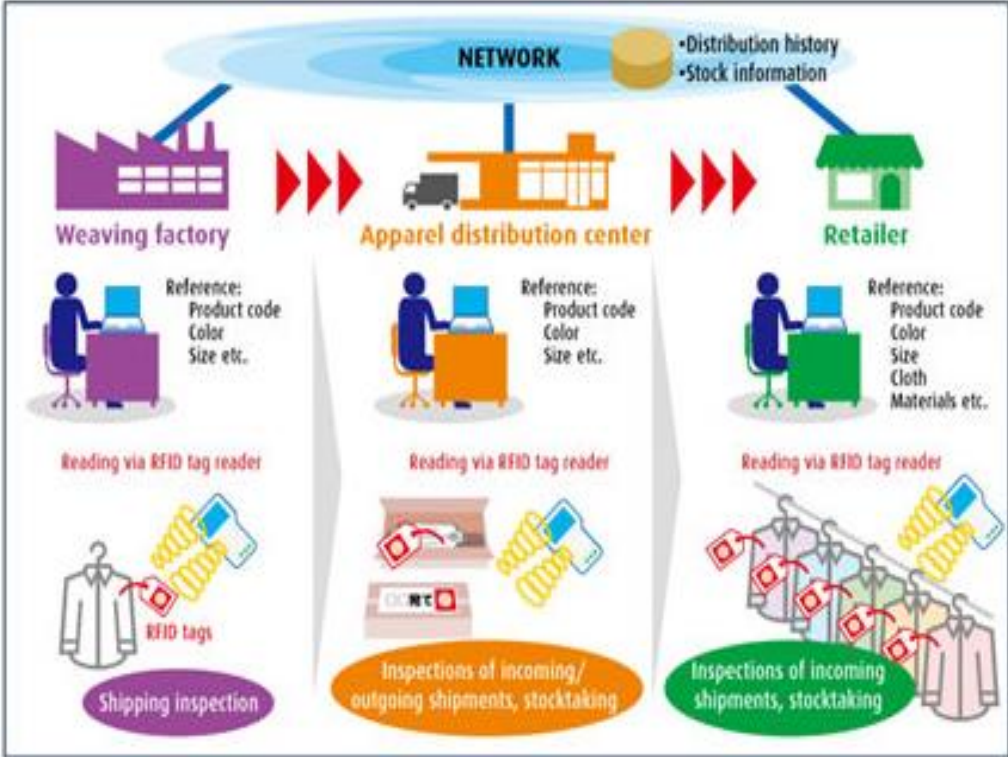 NETWORK
•Distribution history
•Stock information
Weaving factory
Apparel distribution center
Retailer
Reference:
Product code
Color
Size etc.
Reference:
Product code
Color
Size etc.
Reference:
Product code
Color
Size
Cloth
Materials etc.
Reading via RFID tag reader
Reading via RFID tag reader
Reading via RFID tag reader
RFID tags
□□宛て
Shipping inspection
Inspections of incoming/
outgoing shipments, stocktaking
Inspections of incoming
shipments, stocktaking